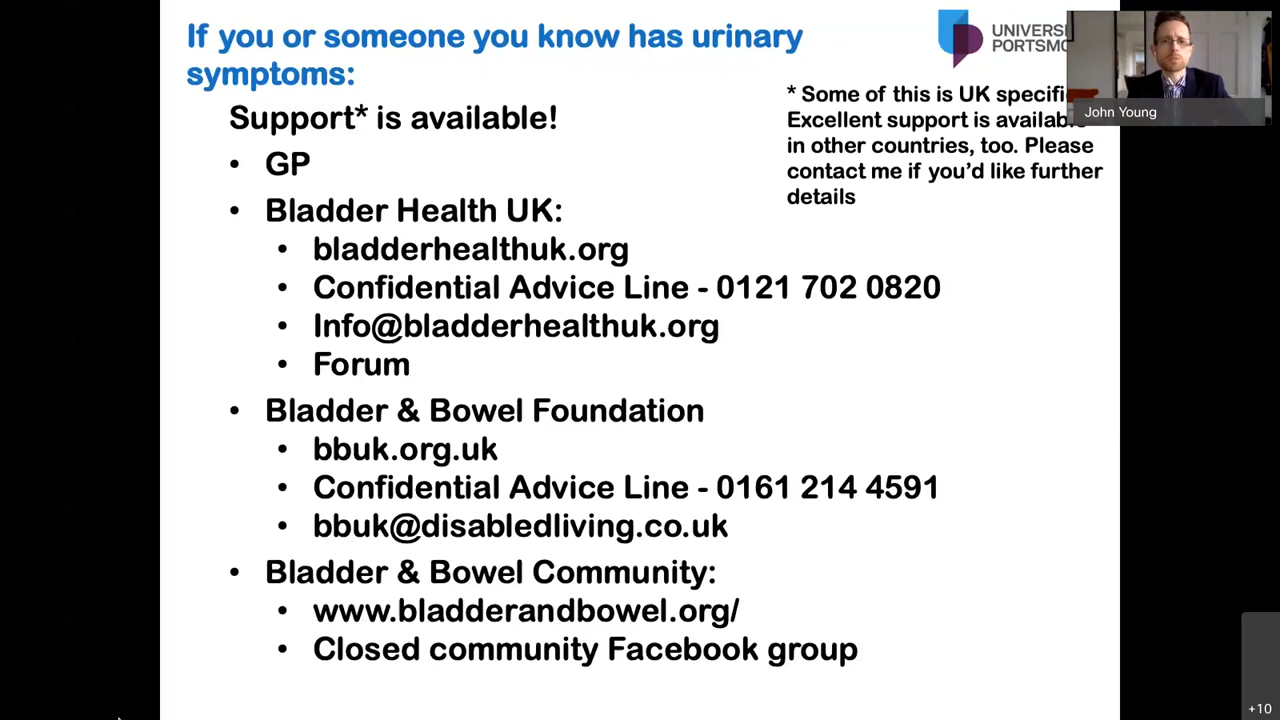 If you or someone you know has urinary
symptoms:
UNIVERSI
PORTSMO
* Some of this is UK specifi
Excellent support is available
in other countries, too. Please
contact me if you'd like further
details
John Young
Support* is available!
• GP
• Bladder Health UK:
• bladderhealthuk.org
• Confidential Advice Line - 0121 702 0820
• Info@bladderhealthuk.org
• Forum
• Bladder & Bowel Foundation
• bbuk.org.uk
• Confidential Advice Line - 0161 214 4591
• bbuk@disabledliving.co.uk
• Bladder & Bowel Community:
• www.bladderandbowel.org/
• Closed community Facebook group
+10